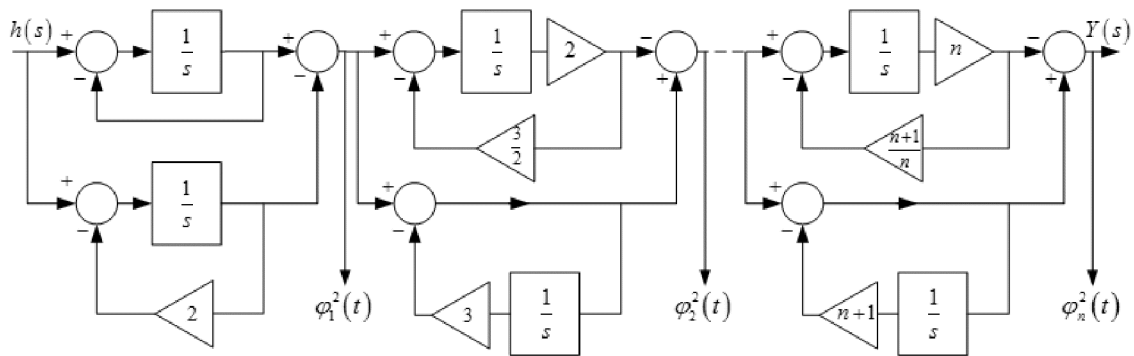 h(s) + − 1/s + −
+ − 1/s 2
φ₁²(t)
+ − 1/s 2 − +
3/2
+ − 3 1/s
φ₂²(t)
+ − 1/s n − + Y(s)
n+1/n
+ − n+1 1/s
φₙ²(t)